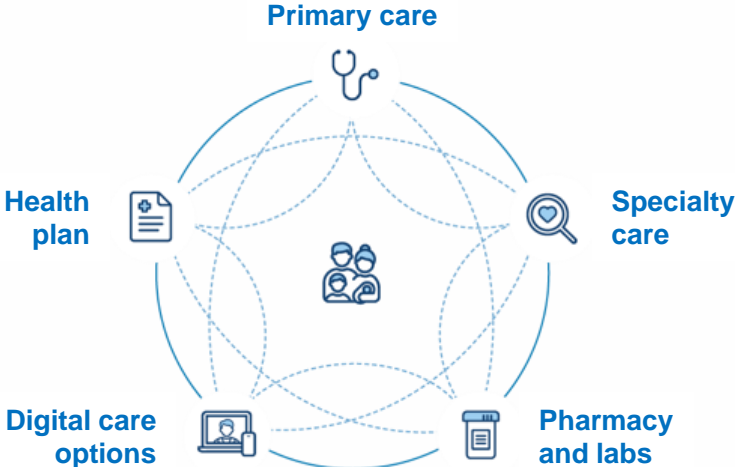 Primary care
Health
plan
Specialty
care
Digital care
options
Pharmacy
and labs